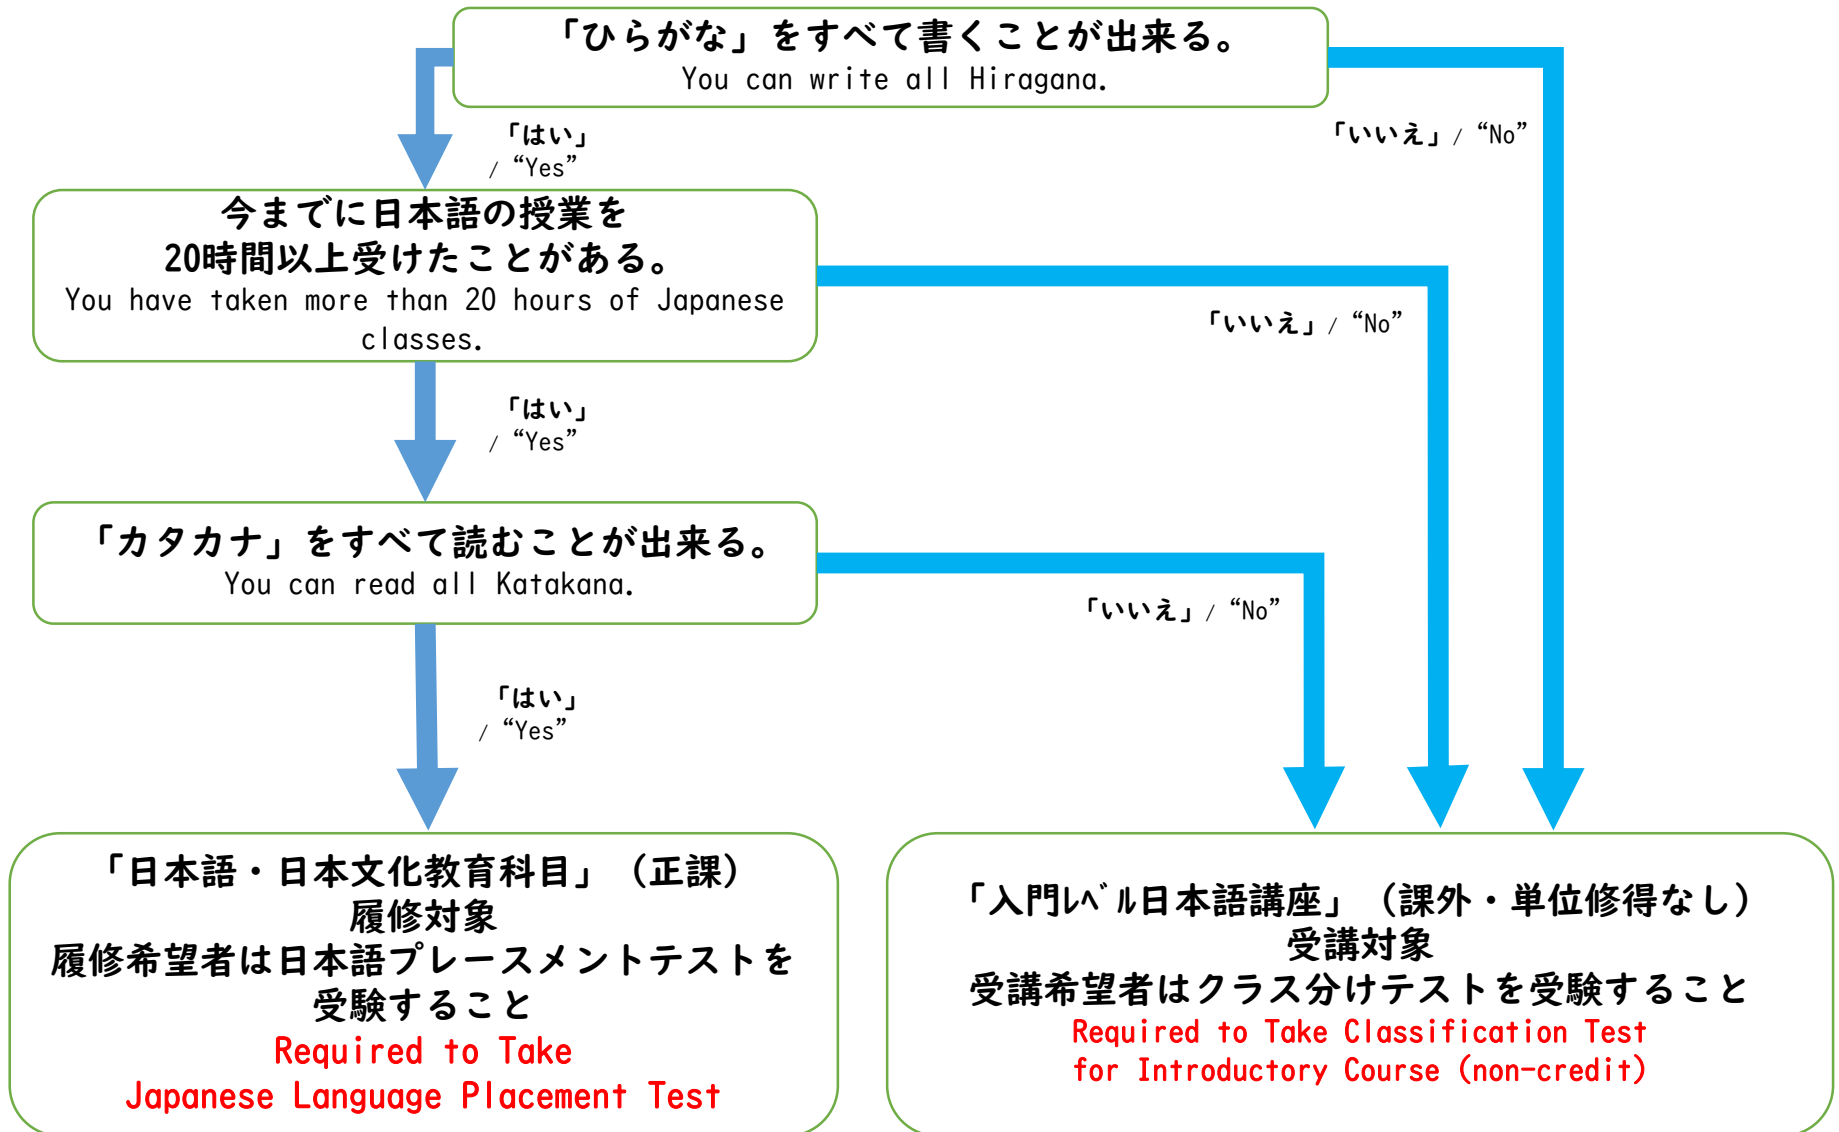 「ひらがな」をすべて書くことが出来る。
You can write all Hiragana.
「はい」
/ “Yes”
「いいえ」/ “No”
今までに日本語の授業を
20時間以上受けたことがある。
You have taken more than 20 hours of Japanese
classes.
「いいえ」/ “No”
「はい」
/ “Yes”
「カタカナ」をすべて読むことが出来る。
You can read all Katakana.
「いいえ」/ “No”
「はい」
/ “Yes”
「日本語・日本文化教育科目」（正課）
履修対象
履修希望者は日本語プレースメントテストを
受験すること
Required to Take
Japanese Language Placement Test
「入門ﾚﾍﾞﾙ日本語講座」（課外・単位修得なし）
受講対象
受講希望者はクラス分けテストを受験すること
Required to Take Classification Test
for Introductory Course (non-credit)